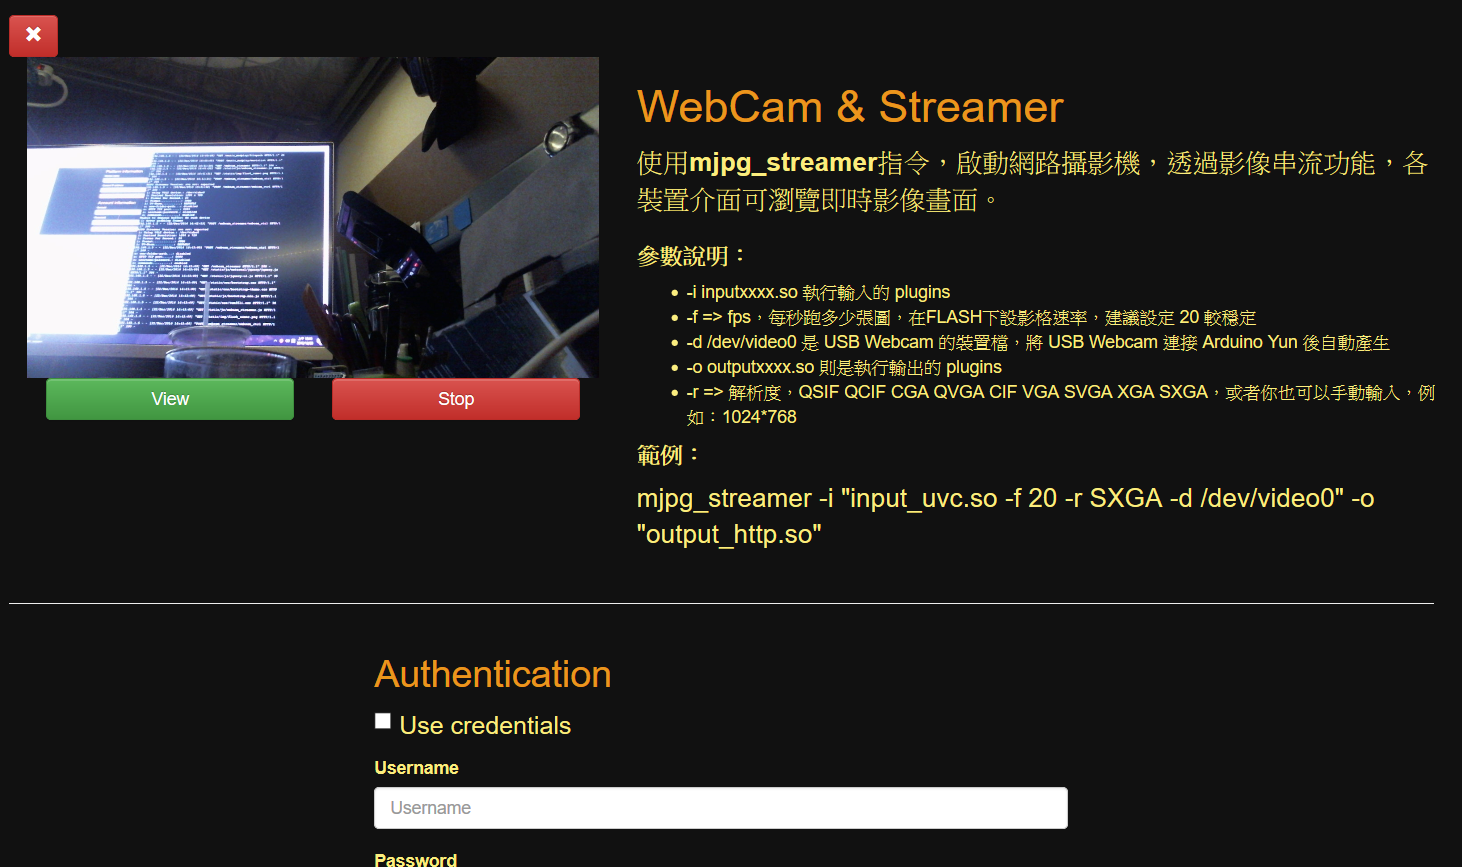 WebCam & Streamer
使用mjpg_streamer指令，啟動網路攝影機，透過影像串流功能，各
裝置介面可瀏覽即時影像畫面。
參數說明：
-i inputxxxx.so 執行輸入的 plugins
-f => fps，每秒跑多少張圖，在FLASH下設影格速率，建議設定 20 較穩定
-d /dev/video0 是 USB Webcam 的裝置檔，將 USB Webcam 連接 Arduino Yun 後自動產生
-o outputxxxx.so 則是執行輸出的 plugins
-r => 解析度，QSIF QCIF CGA QVGA CIF VGA SVGA XGA SXGA，或者你也可以手動輸入，例
如：1024*768
範例：
mjpg_streamer -i "input_uvc.so -f 20 -r SXGA -d /dev/video0" -o
"output_http.so"
View
Stop
Authentication
Use credentials
Username
Username
Password